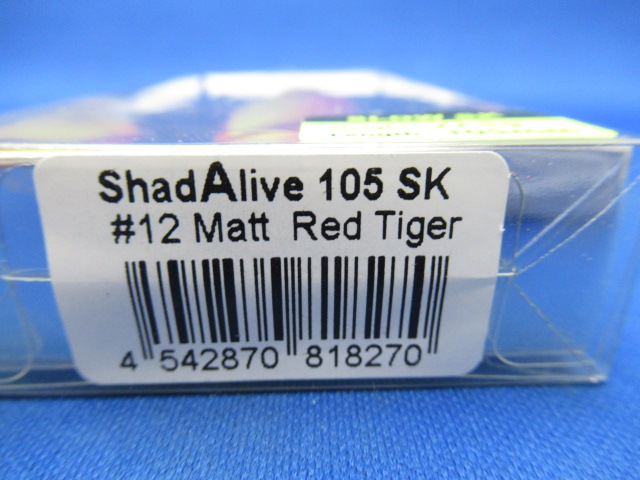 ShadAlive 105 SK
#12 Matt Red Tiger
4 542870 818270